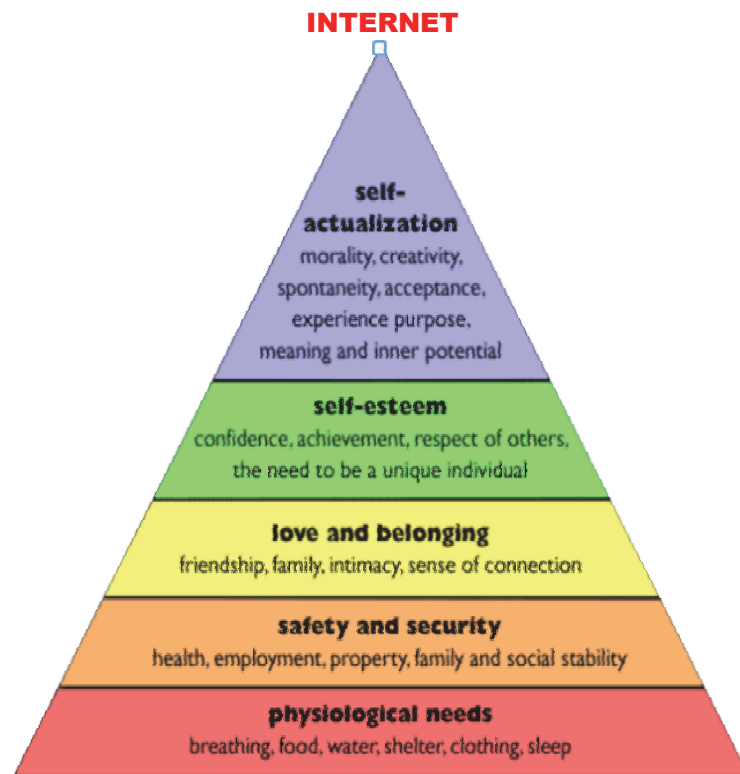 INTERNET
self-
actualization
morality, creativity,
spontaneity, acceptance,
experience purpose,
meaning and inner potential
self-esteem
confidence, achievement, respect of others,
the need to be a unique individual
love and belonging
friendship, family, intimacy, sense of connection
safety and security
health, employment, property, family and social stability
physiological needs
breathing, food, water, shelter, clothing, sleep